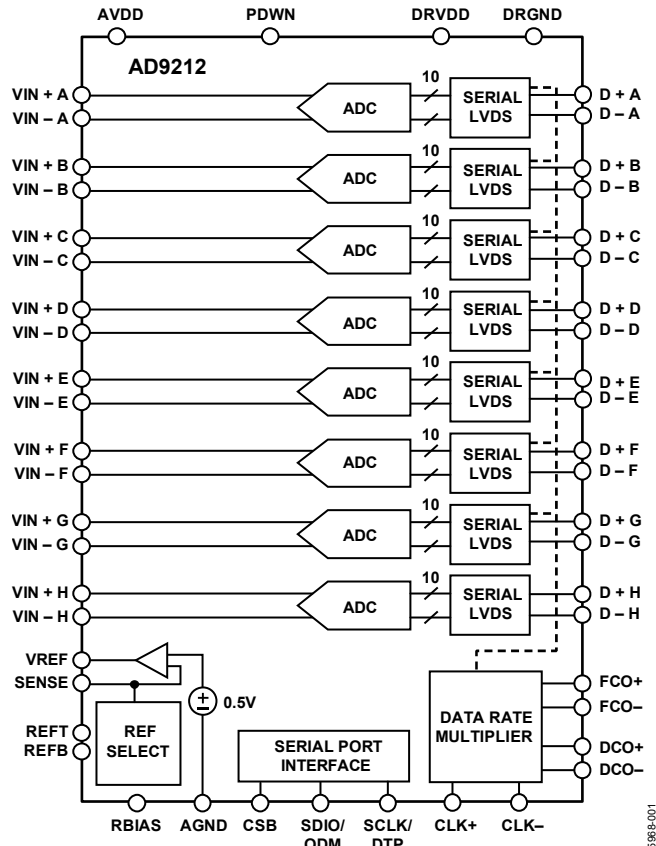 AVDD PDWN DRVDD DRGND
AD9212
VIN + A
VIN – A
ADC
10
SERIAL
LVDS
D + A
D – A
VIN + B
VIN – B
ADC
10
SERIAL
LVDS
D + B
D – B
VIN + C
VIN – C
ADC
10
SERIAL
LVDS
D + C
D – C
VIN + D
VIN – D
ADC
10
SERIAL
LVDS
D + D
D – D
VIN + E
VIN – E
ADC
10
SERIAL
LVDS
D + E
D – E
VIN + F
VIN – F
ADC
10
SERIAL
LVDS
D + F
D – F
VIN + G
VIN – G
ADC
10
SERIAL
LVDS
D + G
D – G
VIN + H
VIN – H
ADC
10
SERIAL
LVDS
D + H
D – H
VREF
SENSE
REFT
REFB
REF
SELECT
+
–
0.5V
SERIAL PORT
INTERFACE
DATA RATE
MULTIPLIER
FCO+
FCO–
DCO+
DCO–
RBIAS AGND CSB SDIO/ SCLK/ CLK+ CLK–
ODM DTP
5968-001